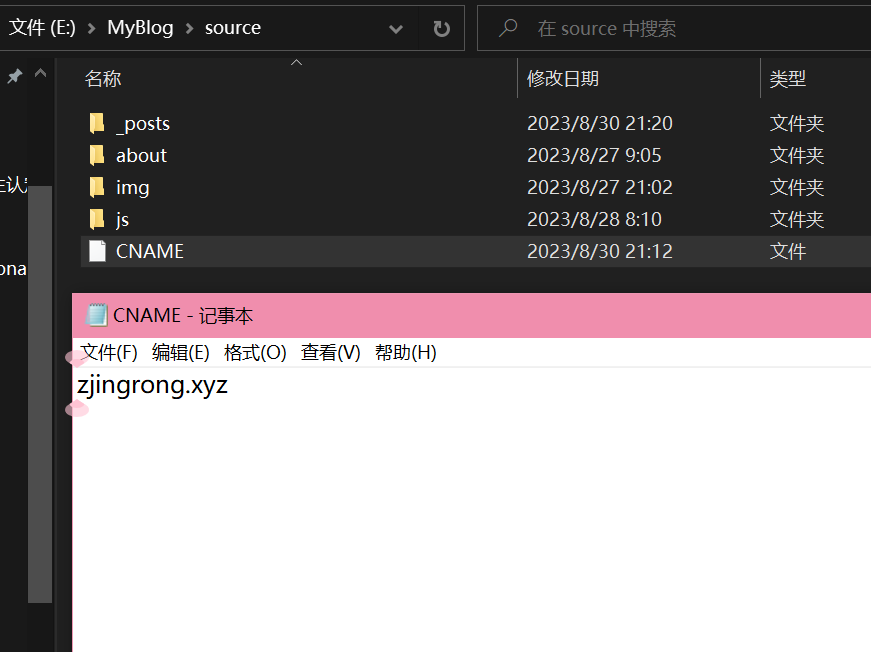 文件 (E:) > MyBlog > source
在 source 中搜索
名称 修改日期 类型
_posts 2023/8/30 21:20 文件夹
about 2023/8/27 9:05 文件夹
img 2023/8/27 21:02 文件夹
js 2023/8/28 8:10 文件夹
CNAME 2023/8/30 21:12 文件
CNAME - 记事本
文件(F) 编辑(E) 格式(O) 查看(V) 帮助(H)
zjingrong.xyz